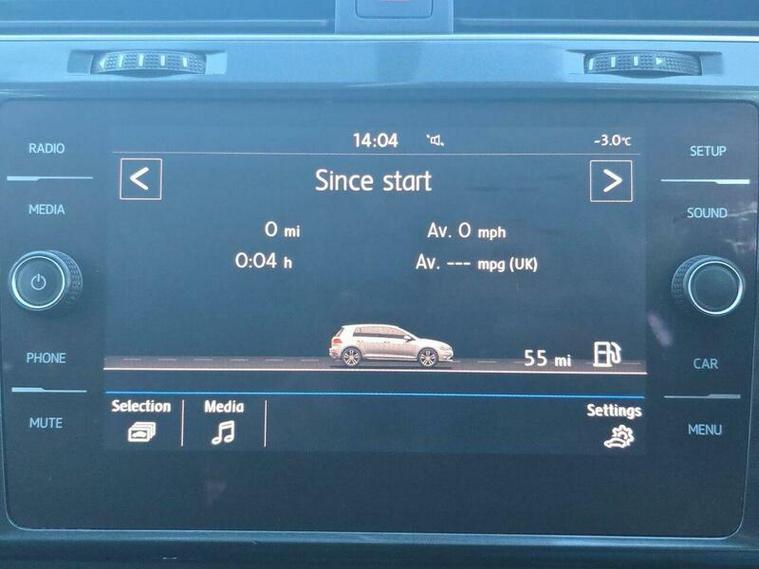 14:04 -3.0°C
RADIO
SETUP
Since start
MEDIA
SOUND
0 mi Av. 0 mph
0:04 h Av. --- mpg (UK)
PHONE
55 mi
CAR
Selection Media Settings
MUTE
MENU